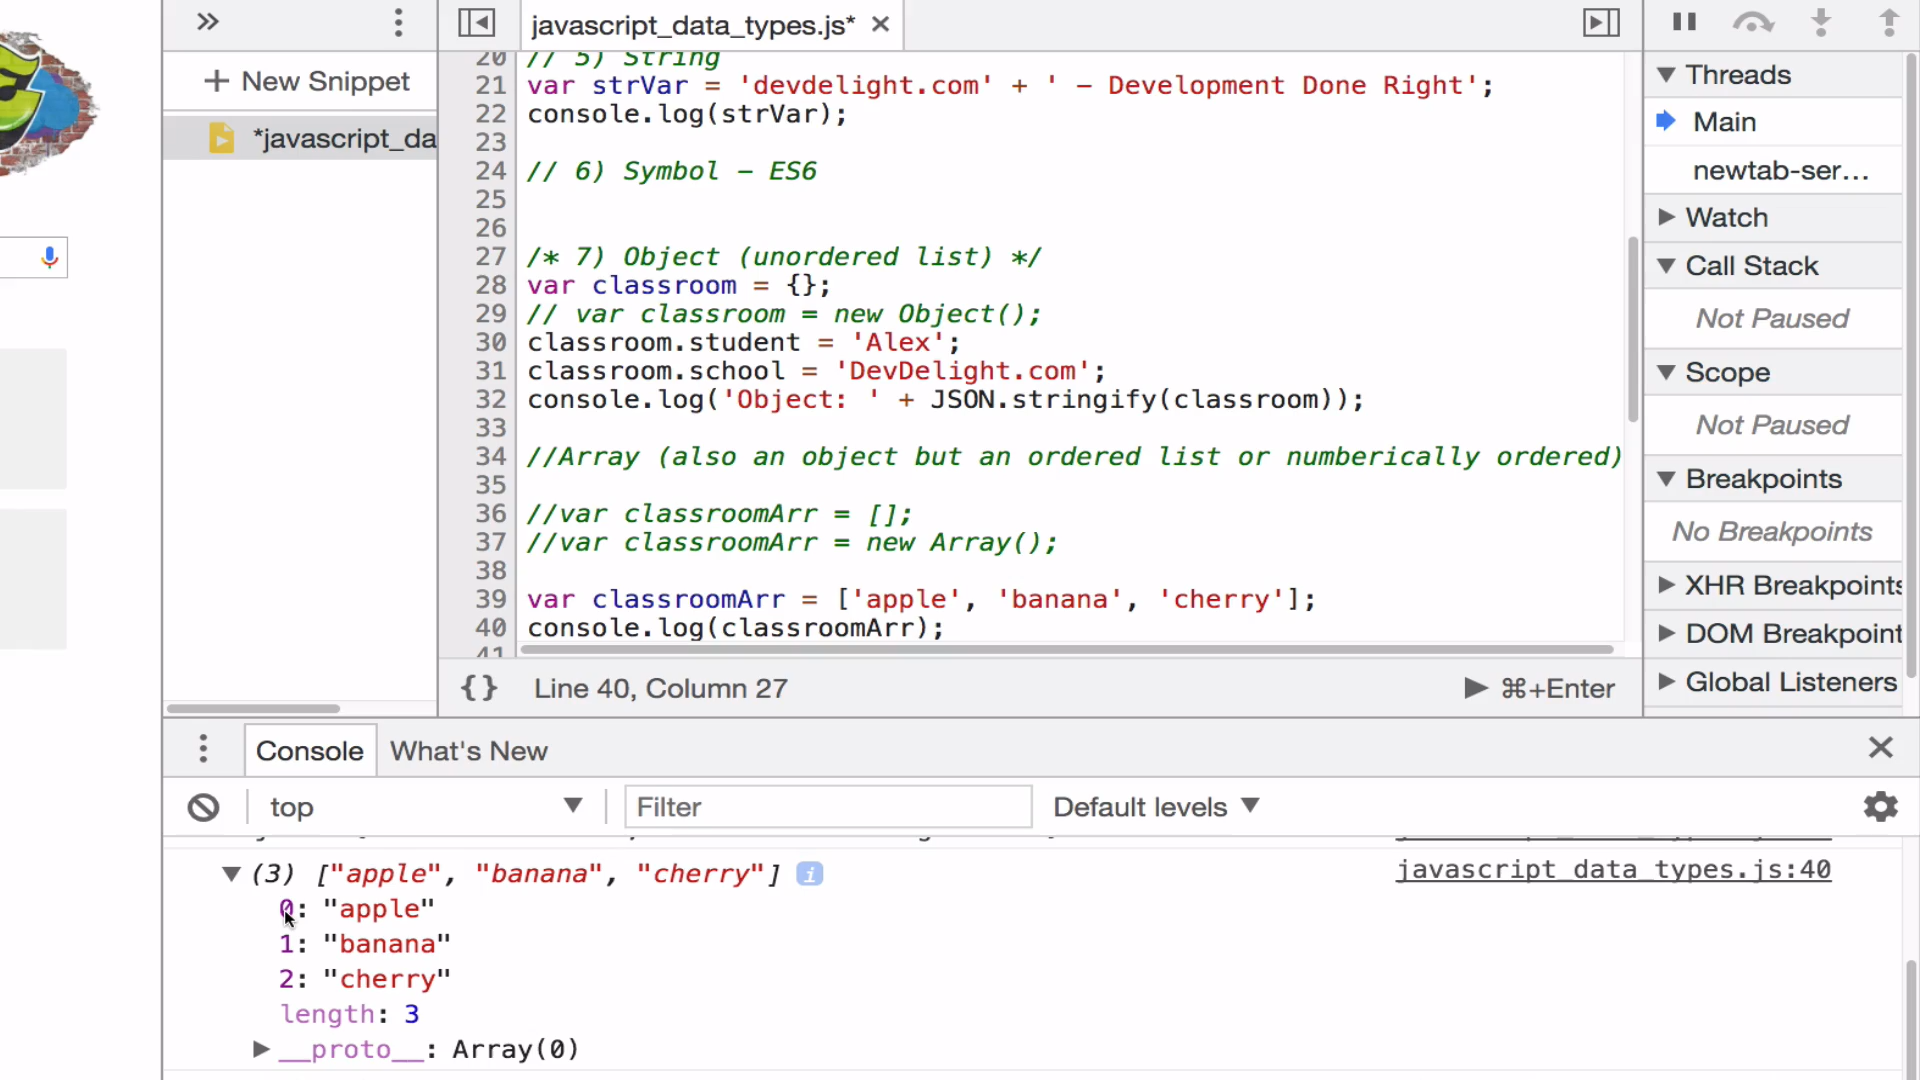 javascript_data_types.js* ×
+ New Snippet
*javascript_da
20 // 5) String
21 var strVar = 'devdelight.com' + ' – Development Done Right';
22 console.log(strVar);
23
24 // 6) Symbol – ES6
25
26
27 /* 7) Object (unordered list) */
28 var classroom = {};
29 // var classroom = new Object();
30 classroom.student = 'Alex';
31 classroom.school = 'DevDelight.com';
32 console.log('Object: ' + JSON.stringify(classroom));
33
34 //Array (also an object but an ordered list or numberically ordered)
35
36 //var classroomArr = [];
37 //var classroomArr = new Array();
38
39 var classroomArr = ['apple', 'banana', 'cherry'];
40 console.log(classroomArr);
41
{} Line 40, Column 27
⌘+Enter
Threads
Main
newtab-ser...
Watch
Call Stack
Not Paused
Scope
Not Paused
Breakpoints
No Breakpoints
XHR Breakpoints
DOM Breakpoint
Global Listeners
Console What's New
top
Filter
Default levels
(3) ["apple", "banana", "cherry"] i
javascript_data_types.js:40
0: "apple"
1: "banana"
2: "cherry"
length: 3
__proto__: Array(0)